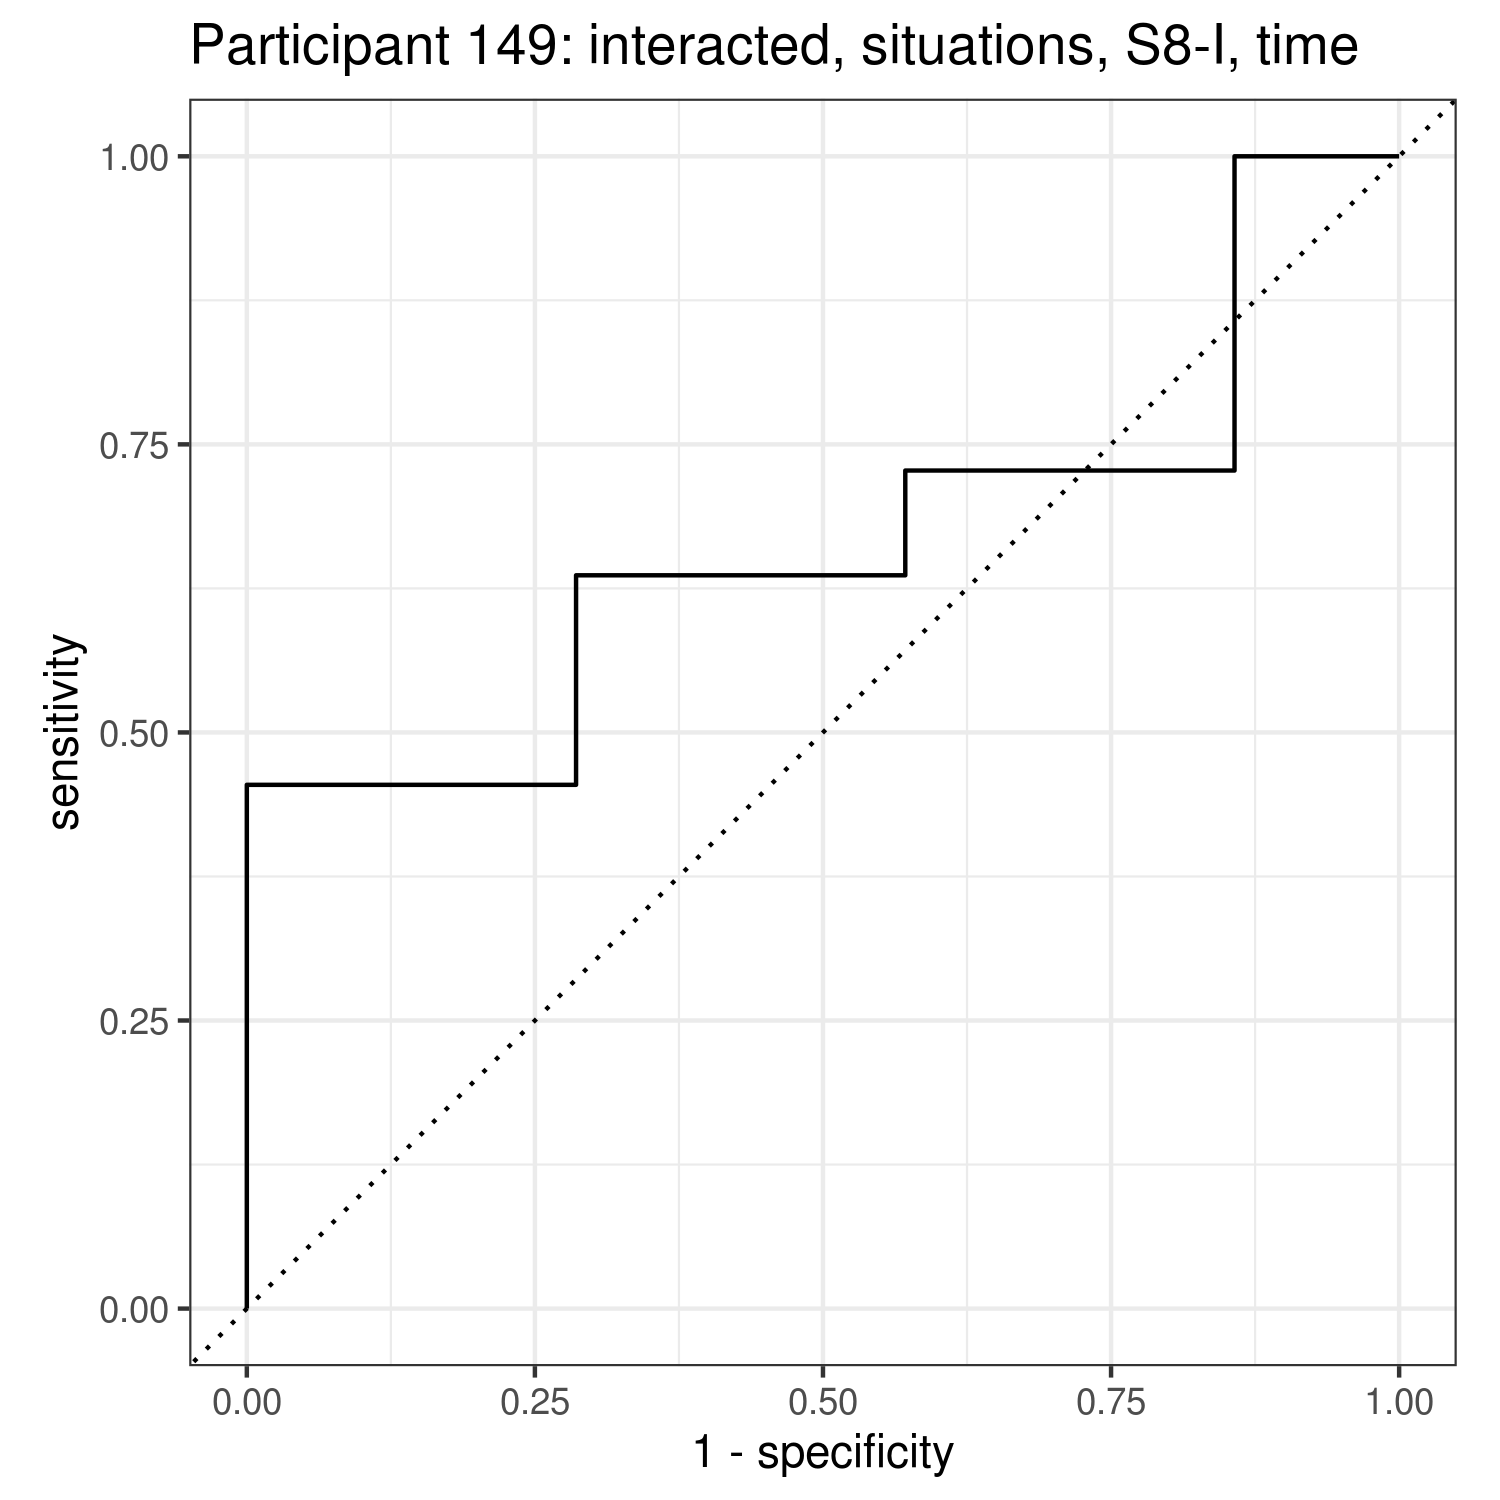 Participant 149: interacted, situations, S8-I, time
1.00
0.75
0.50
0.25
0.00
sensitivity
0.00 0.25 0.50 0.75 1.00
1 - specificity